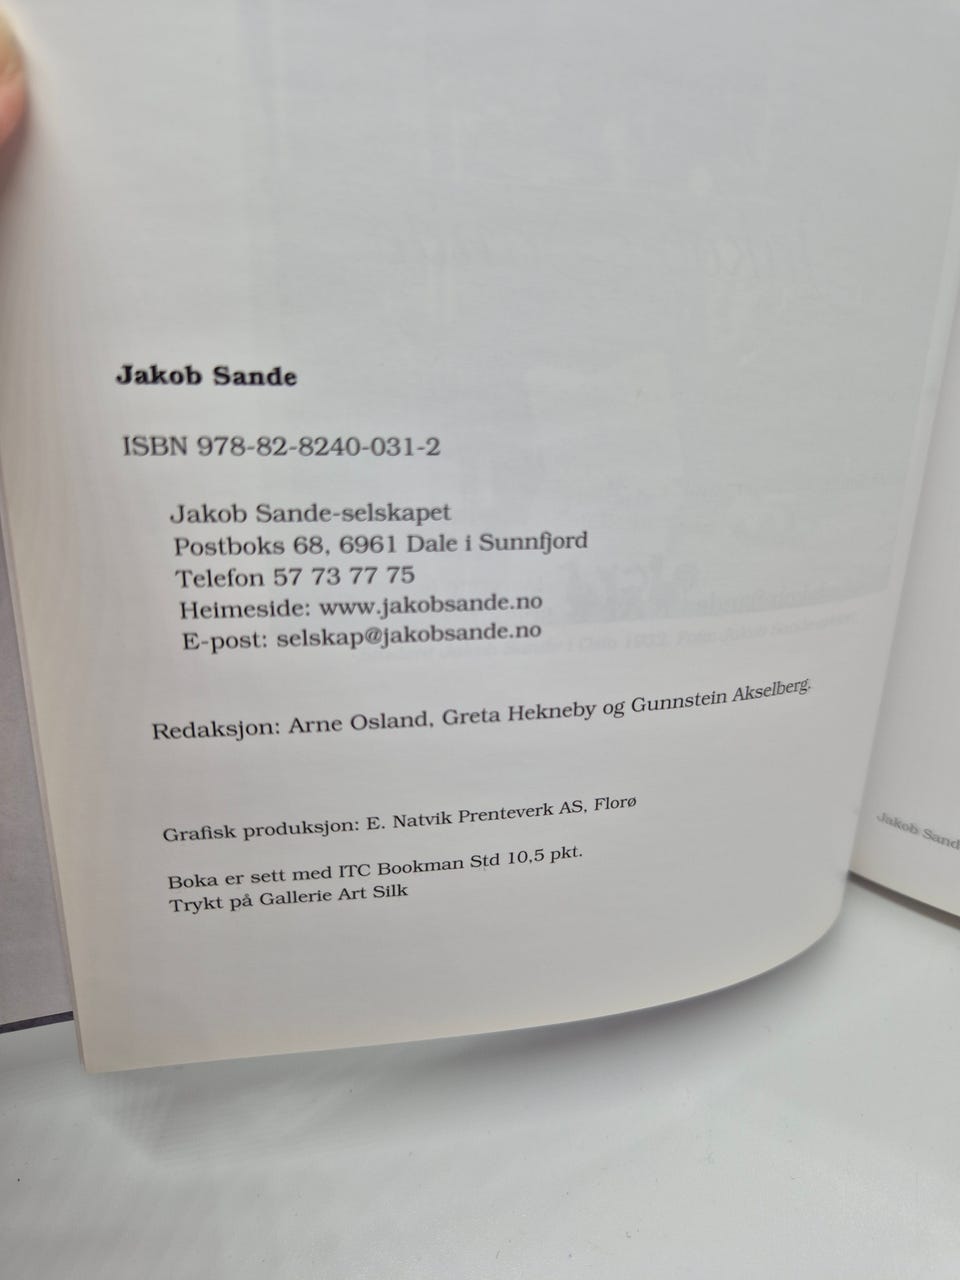 Jakob Sande
ISBN 978-82-8240-031-2
Jakob Sande-selskapet
Postboks 68, 6961 Dale i Sunnfjord
Telefon 57 73 77 75
Heimeside: www.jakobsande.no
E-post: selskap@jakobsande.no
Redaksjon: Arne Osland, Greta Hekneby og Gunnstein Akselberg.
Grafisk produksjon: E. Natvik Prenteverk AS, Florø
Boka er sett med ITC Bookman Std 10,5 pkt.
Trykt på Gallerie Art Silk
Jakob Sand